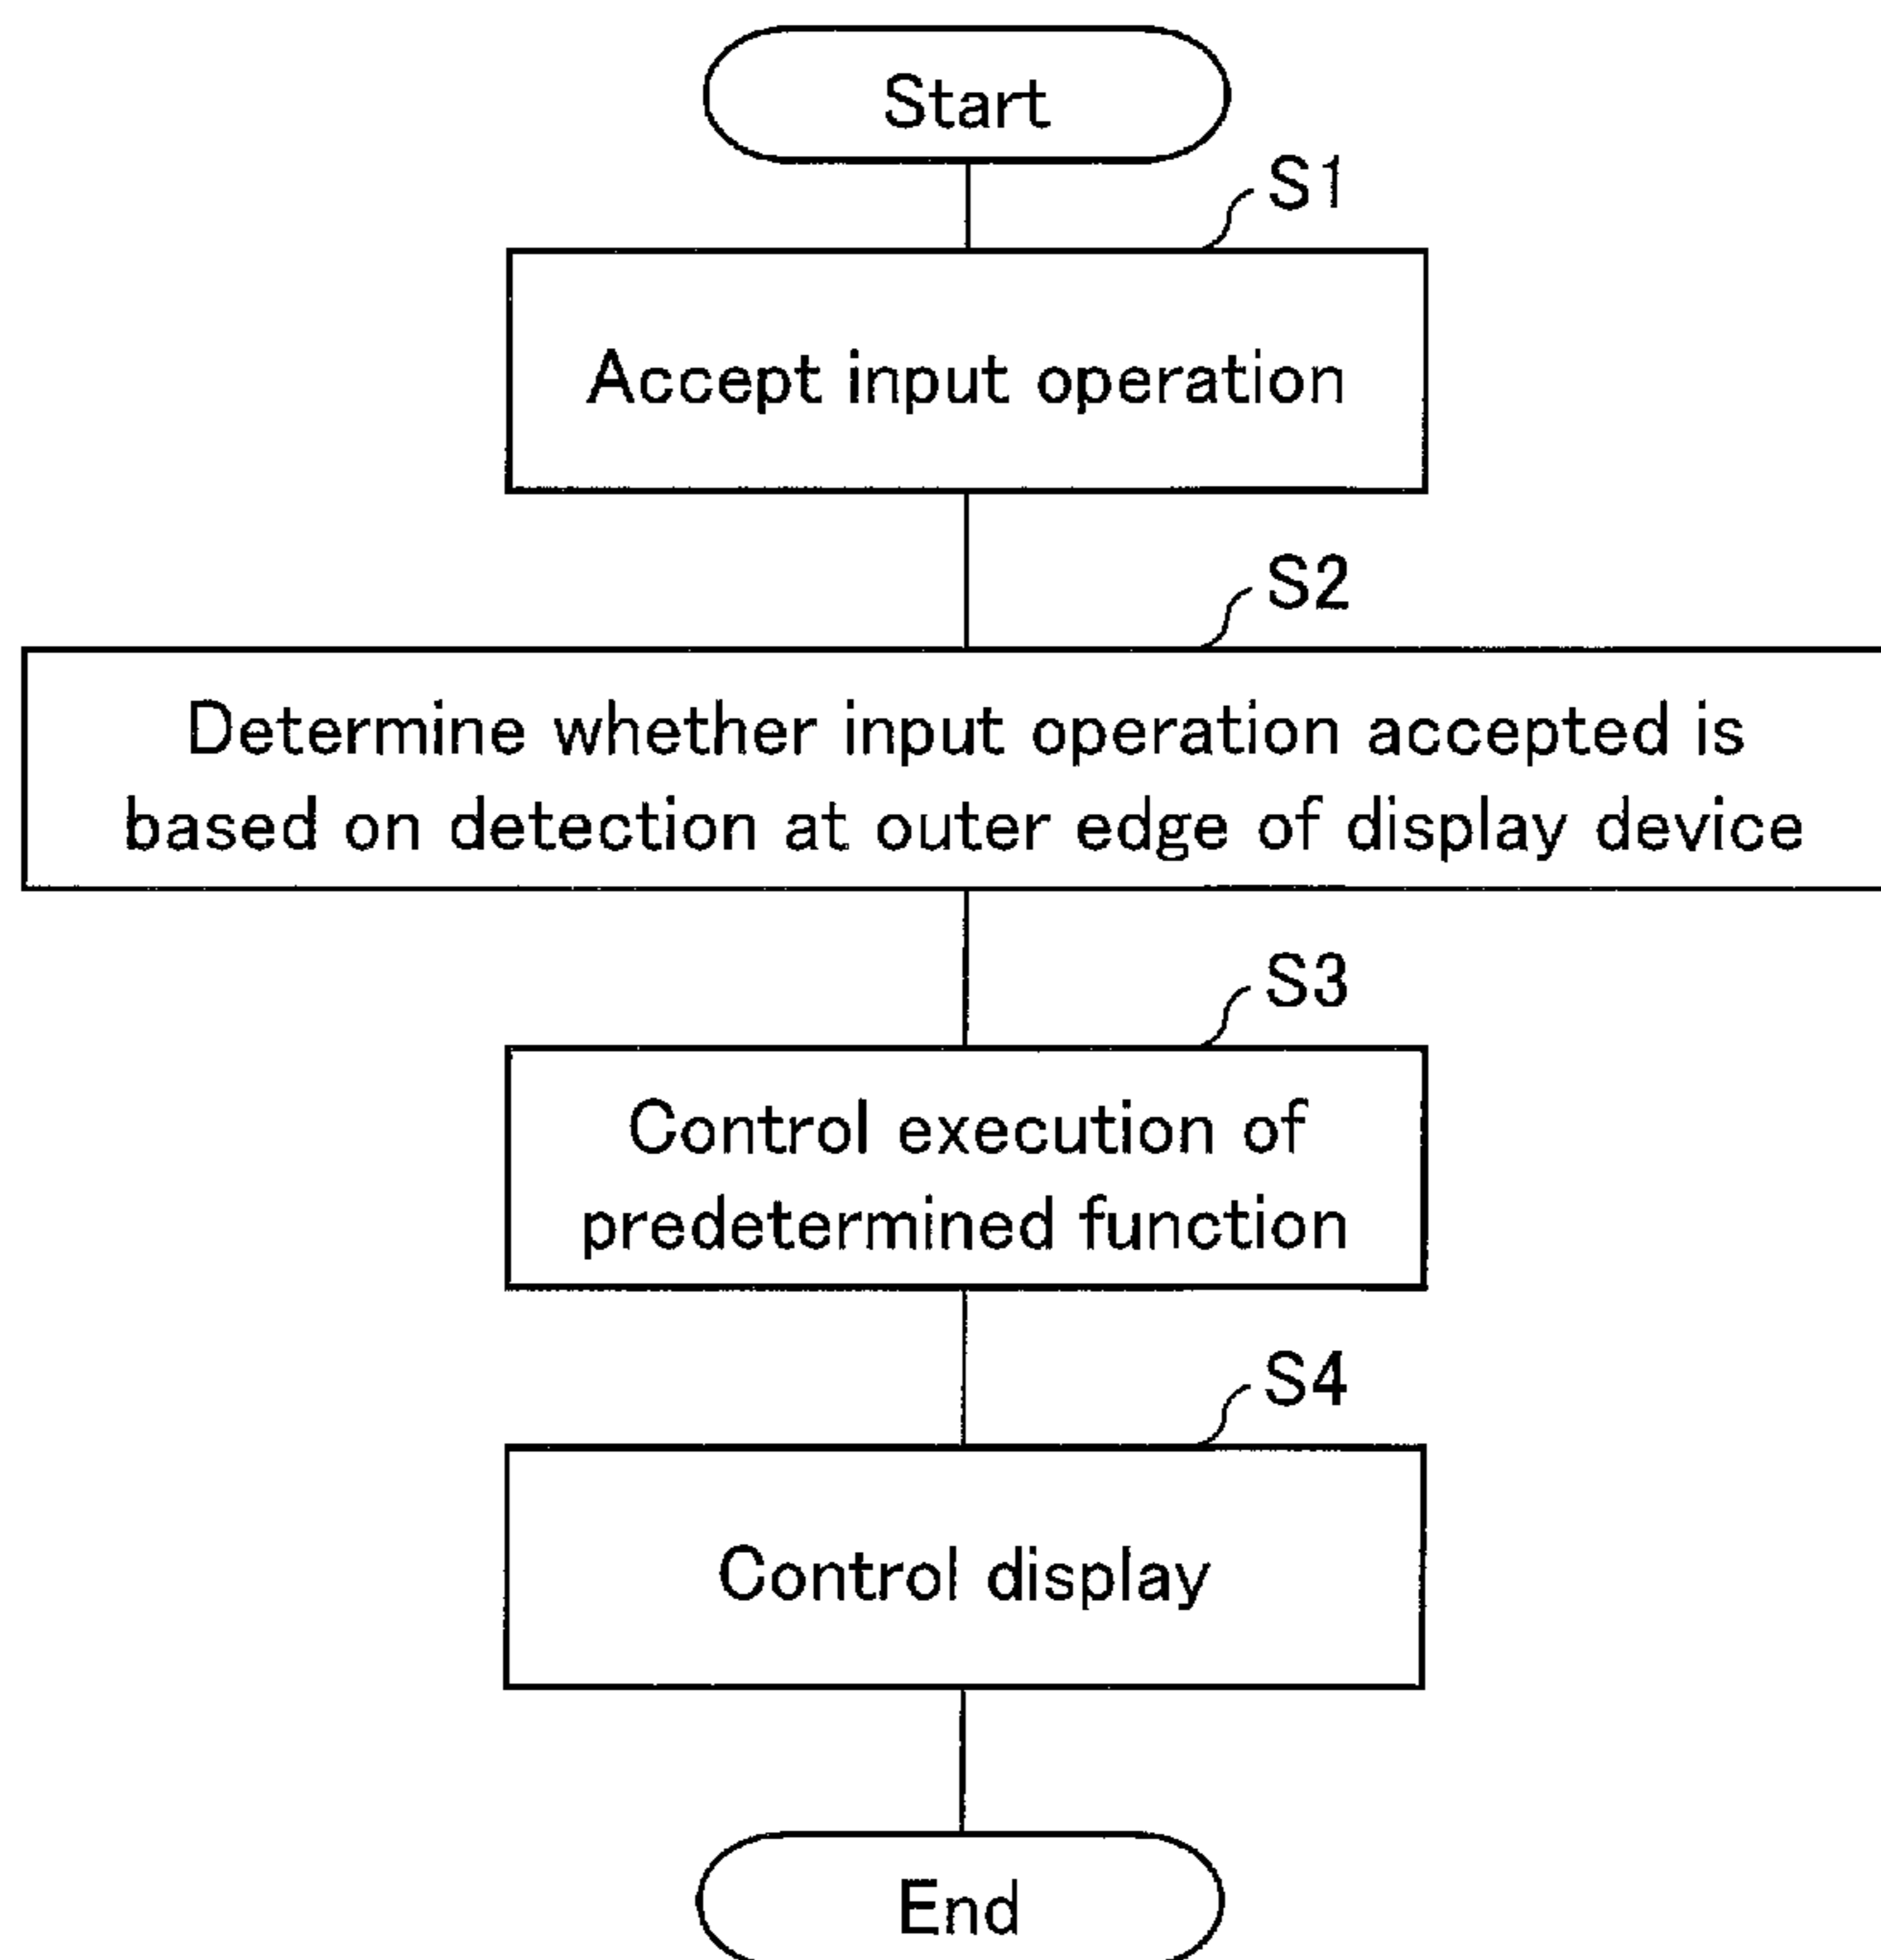 Start
S1
Accept input operation
S2
Determine whether input operation accepted is
based on detection at outer edge of display device
S3
Control execution of
predetermined function
S4
Control display
End